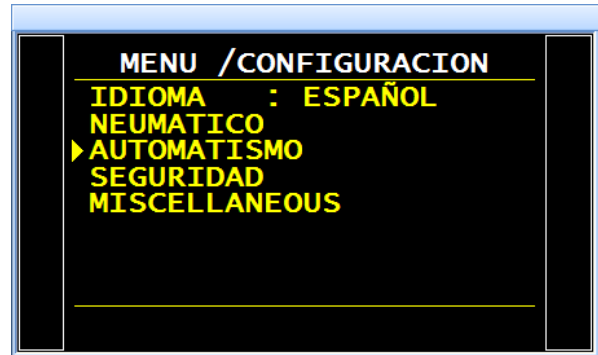 MENU /CONFIGURACION
IDIOMA : ESPAÑOL
NEUMATICO
AUTOMATISMO
SEGURIDAD
MISCELLANEOUS